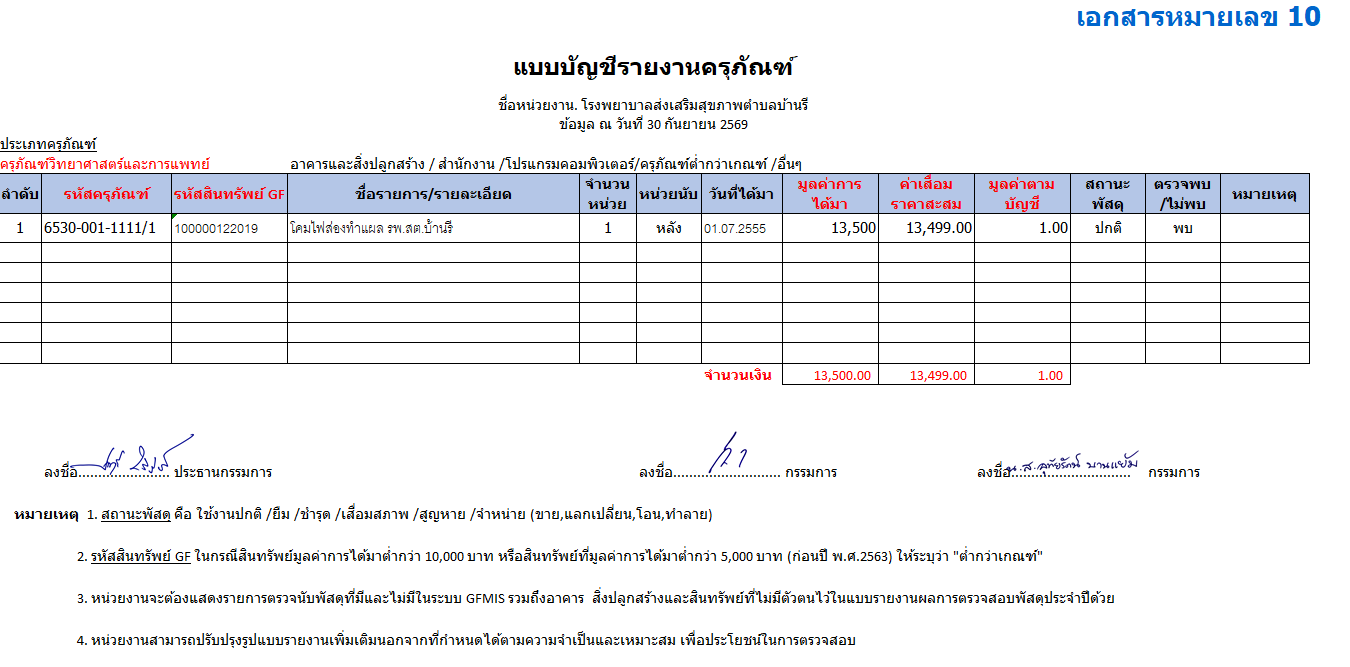 เอกสารหมายเลข 10
แบบบัญชีรายงานครุภัณฑ์
ชื่อหน่วยงาน. โรงพยาบาลส่งเสริมสุขภาพตำบลบ้านรี
ข้อมูล ณ วันที่ 30 กันยายน 2569
ประเภทครุภัณฑ์
ครุภัณฑ์วิทยาศาสตร์และการแพทย์ อาคารและสิ่งปลูกสร้าง / สำนักงาน /โปรแกรมคอมพิวเตอร์/ครุภัณฑ์ต่ำกว่าเกณฑ์ /อื่นๆ
ลำดับ รหัสครุภัณฑ์ รหัสสินทรัพย์ GF ชื่อรายการ/รายละเอียด จำนวนหน่วย หน่วยนับ วันที่ได้มา มูลค่าการได้มา ค่าเสื่อมราคาสะสม มูลค่าตามบัญชี สถานะพัสดุ ตรวจพบ/ไม่พบ หมายเหตุ
1 6530-001-1111/1 100000122019 โคมไฟส่องทำแผล รพ.สต.บ้านรี 1 หลัง 01.07.2555 13,500 13,499.00 1.00 ปกติ พบ
จำนวนเงิน 13,500.00 13,499.00 1.00
ลงชื่อ............................ ประธานกรรมการ ลงชื่อ............................ กรรมการ ลงชื่อ............................ กรรมการ
หมายเหตุ 1. สถานะพัสดุ คือ ใช้งานปกติ /ยืม /ชำรุด /เสื่อมสภาพ /สูญหาย /จำหน่าย (ขาย,แลกเปลี่ยน,โอน,ทำลาย)
2. รหัสสินทรัพย์ GF ในกรณีสินทรัพย์มูลค่าการได้มาต่ำกว่า 10,000 บาท หรือสินทรัพย์ที่มูลค่าการได้มาต่ำกว่า 5,000 บาท (ก่อนปี พ.ศ.2563) ให้ระบุว่า "ต่ำกว่าเกณฑ์"
3. หน่วยงานจะต้องแสดงรายการตรวจนับพัสดุที่มีและไม่มีในระบบ GFMIS รวมถึงอาคาร สิ่งปลูกสร้างและสินทรัพย์ที่ไม่มีตัวตนไว้ในแบบรายงานผลการตรวจสอบพัสดุประจำปีด้วย
4. หน่วยงานสามารถปรับปรุงรูปแบบรายงานเพิ่มเติมนอกจากที่กำหนดได้ตามความจำเป็นและเหมาะสม เพื่อประโยชน์ในการตรวจสอบ